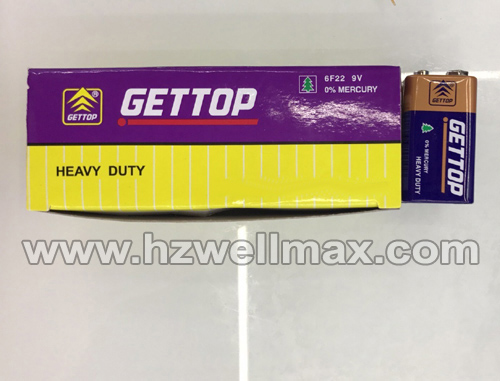 GETTOP
®
GETTOP
6F22 9V
0% MERCURY
HEAVY DUTY
GETTOP
GETTOP
0% MERCURY
HEAVY DUTY
www.hzwellmax.com